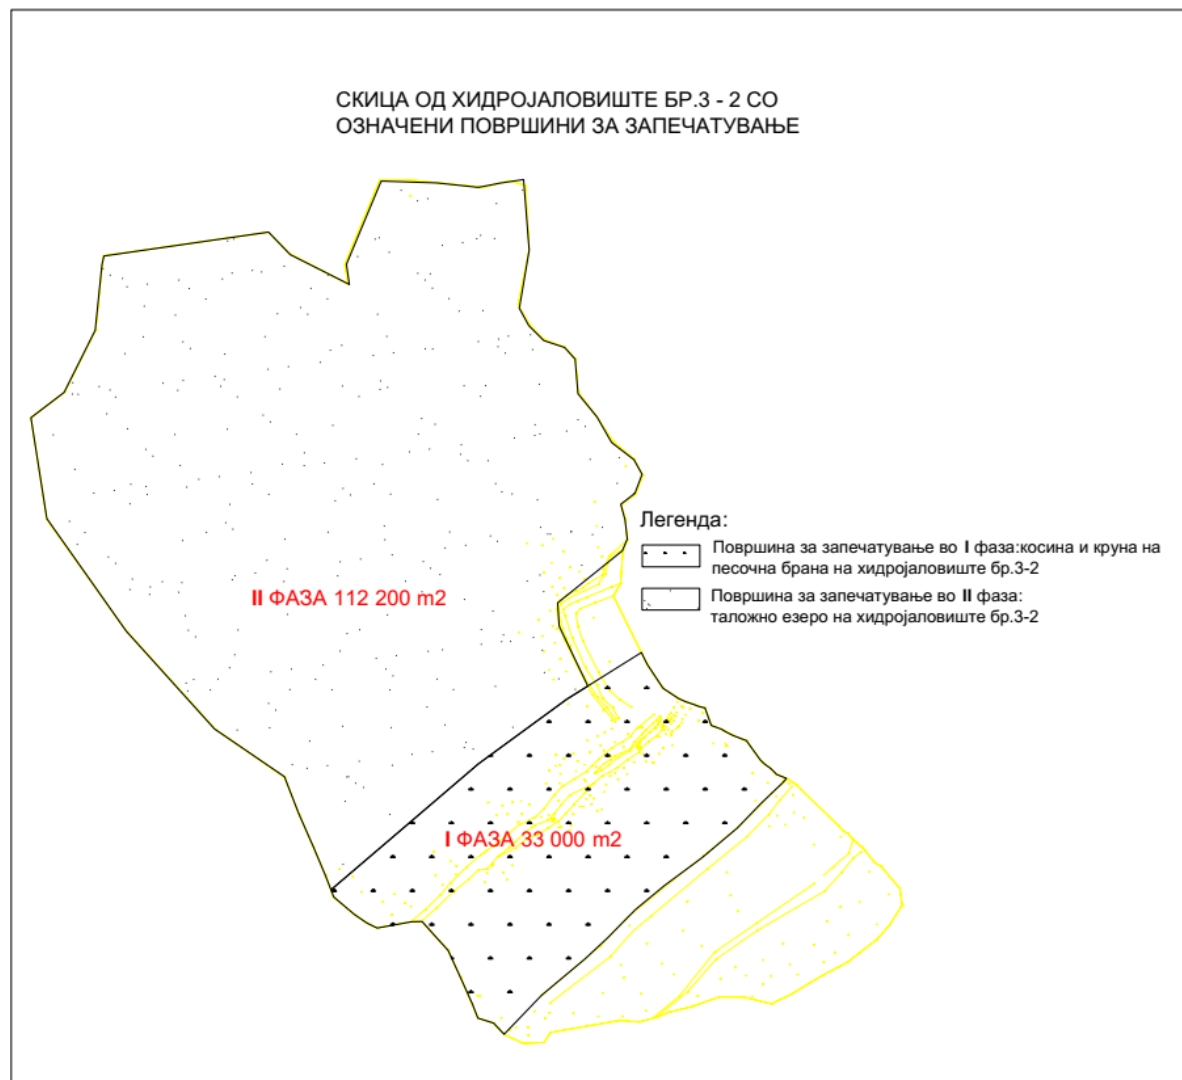 СКИЦА ОД ХИДРОЈАЛОВИШТЕ БР.3 - 2 СО
ОЗНАЧЕНИ ПОВРШИНИ ЗА ЗАПЕЧАТУВАЊЕ
Легенда:
Површина за запечатување во I фаза:косина и круна на
песочна брана на хидројаловиште бр.3-2
Површина за запечатување во II фаза:
таложно езеро на хидројаловиште бр.3-2
II ФАЗА 112 200 m2
I ФАЗА 33 000 m2